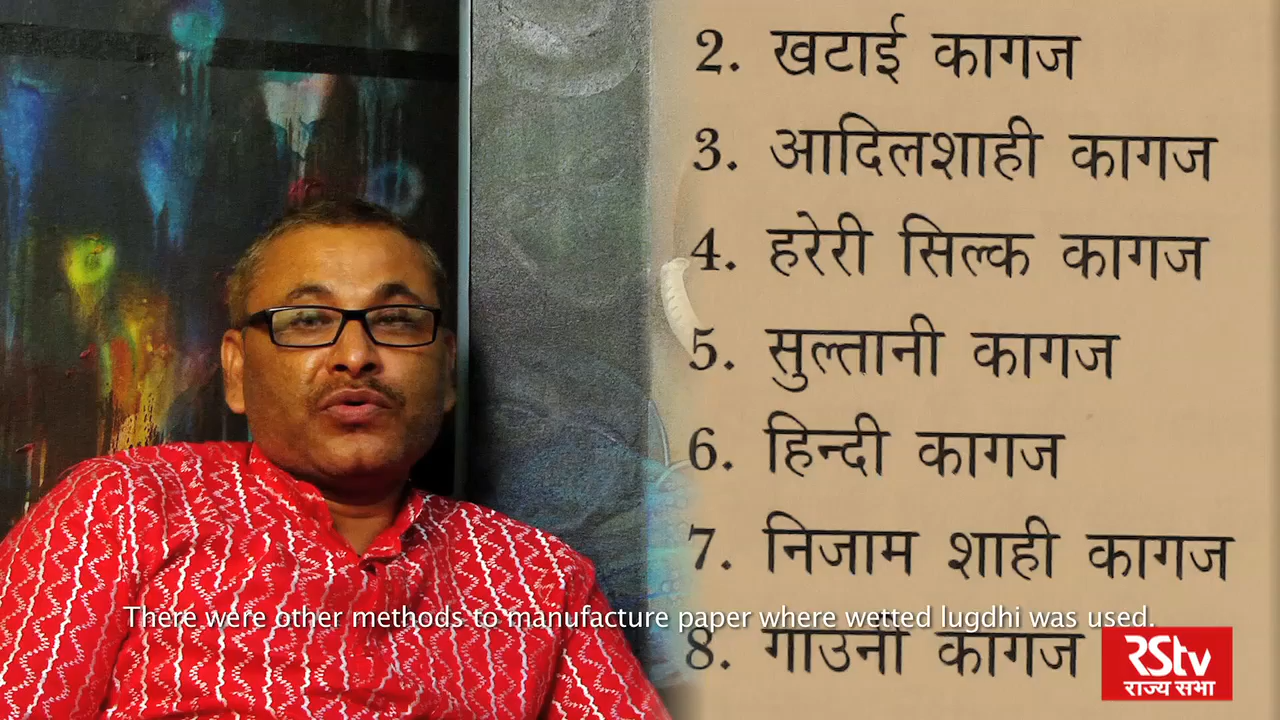 2. खटाई कागज
3. आदिलशाही कागज
4. हरेरी सिल्क कागज
5. सुल्तानी कागज
6. हिन्दी कागज
7. निजाम शाही कागज
There were other methods to manufacture paper where wetted lugdhi was used.
8. गाउनी कागज
RStv
राज्य सभा